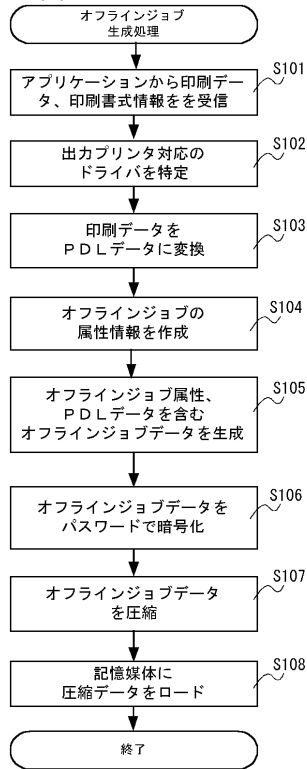 オフラインジョブ
生成処理
アプリケーションから印刷デー
タ、印刷書式情報をを受信
S101
出力プリンタ対応の
ドライバを特定
S102
印刷データを
ＰＤＬデータに変換
S103
オフラインジョブの
属性情報を作成
S104
オフラインジョブ属性、
ＰＤＬデータを含む
オフラインジョブデータを生成
S105
オフラインジョブデータを
パスワードで暗号化
S106
オフラインジョブデータ
を圧縮
S107
記憶媒体に
圧縮データをロード
S108
終了